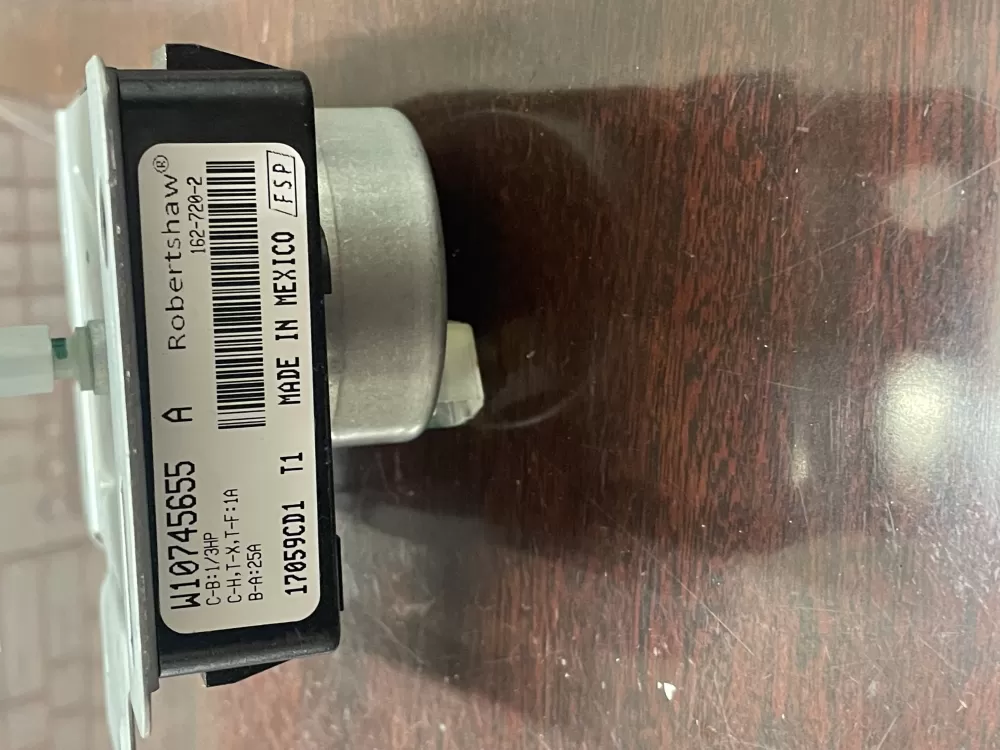 W10745655 A Robertshaw®
C-B:1/3HP 162-720-2
C-H,T-X,T-F:1A
B-A:25A
17059CD1 T1 MADE IN MEXICO FSP